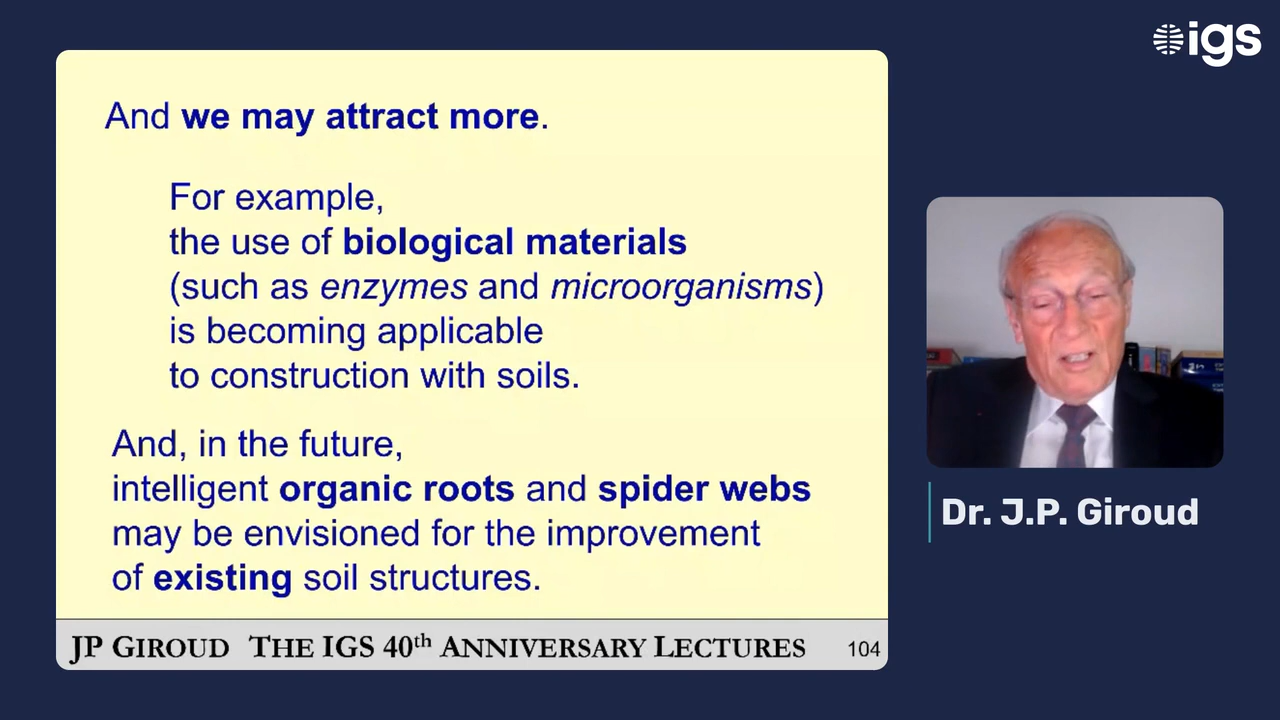 igs
And we may attract more.
For example,
the use of biological materials
(such as enzymes and microorganisms)
is becoming applicable
to construction with soils.
And, in the future,
intelligent organic roots and spider webs
may be envisioned for the improvement
of existing soil structures.
JP GIROUD THE IGS 40th ANNIVERSARY LECTURES 104
Dr. J.P. Giroud